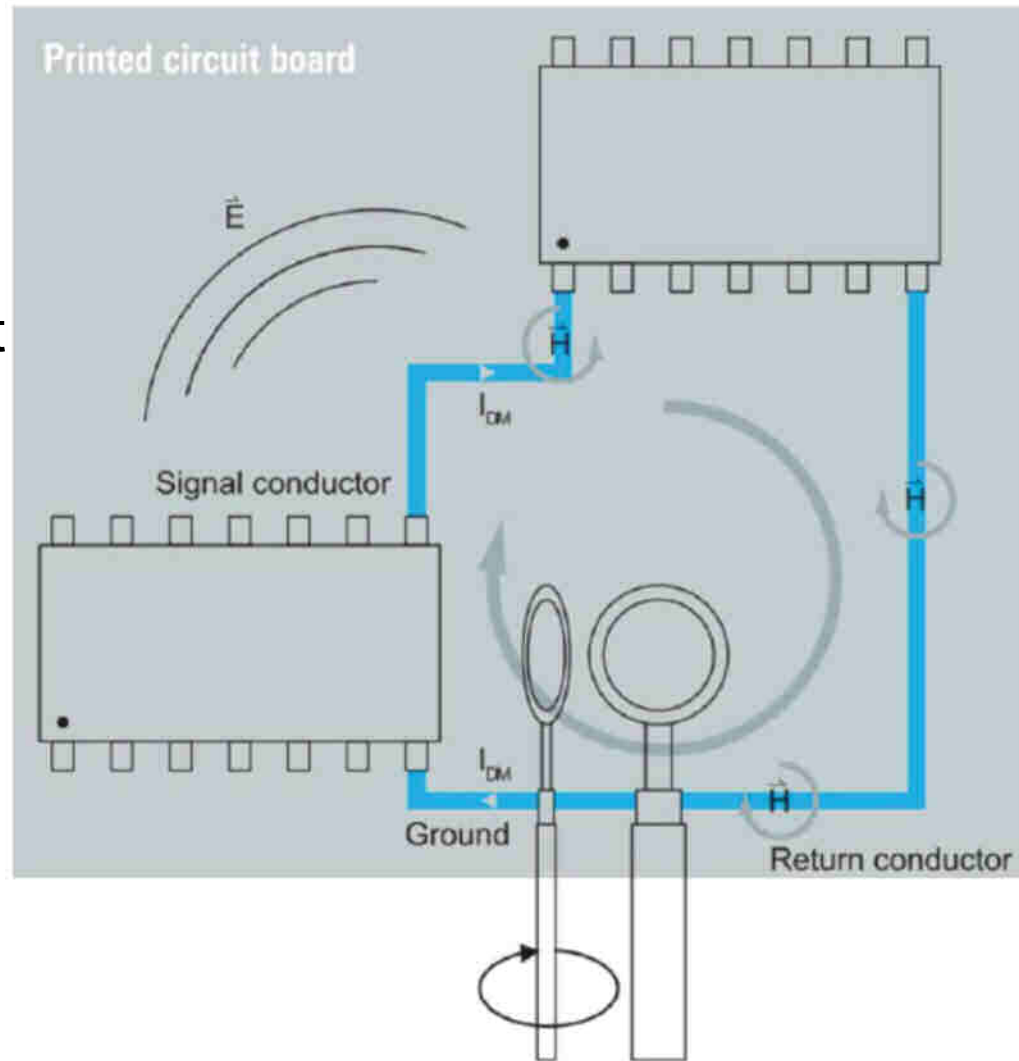 Printed circuit board
E
H
I_DM
Signal conductor
H
I_DM
H
Ground
Return conductor